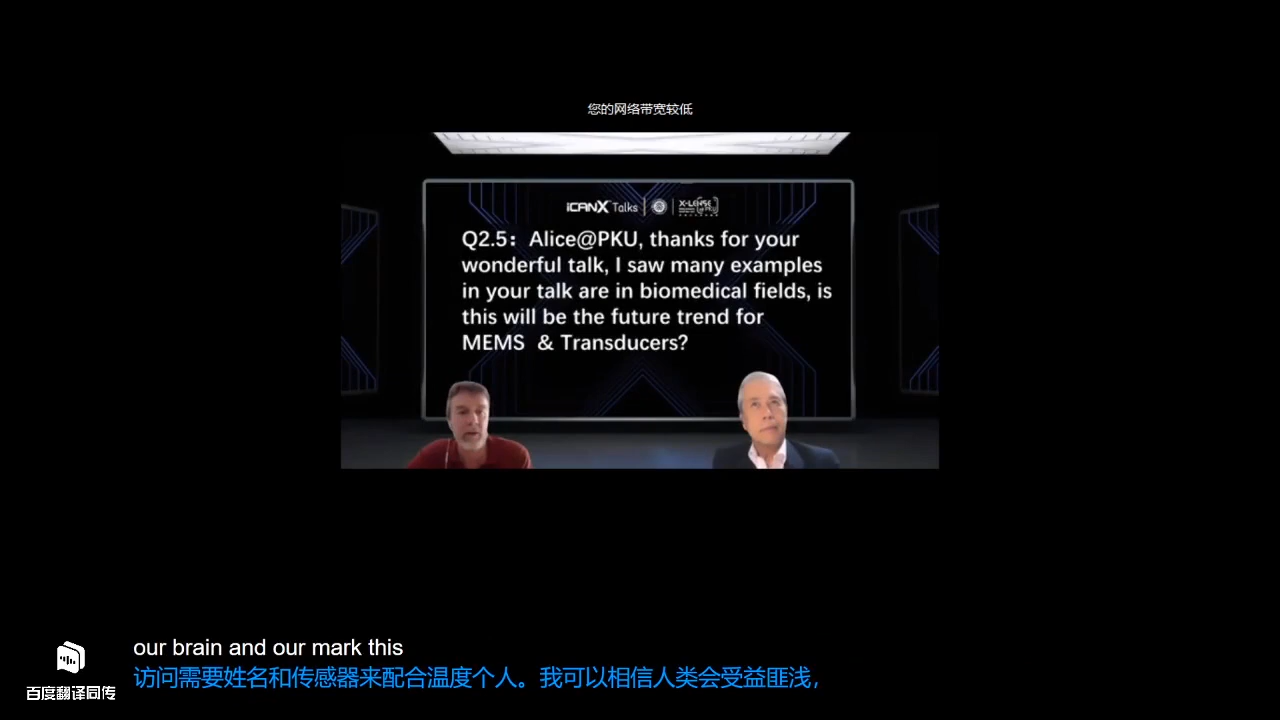 您的网络带宽较低
iCANX Talks X-LENSE
Q2.5： Alice@PKU, thanks for your
wonderful talk, I saw many examples
in your talk are in biomedical fields, is
this will be the future trend for
MEMS & Transducers?
our brain and our mark this
访问需要姓名和传感器来配合温度个人。我可以相信人类会受益匪浅，
百度翻译同传